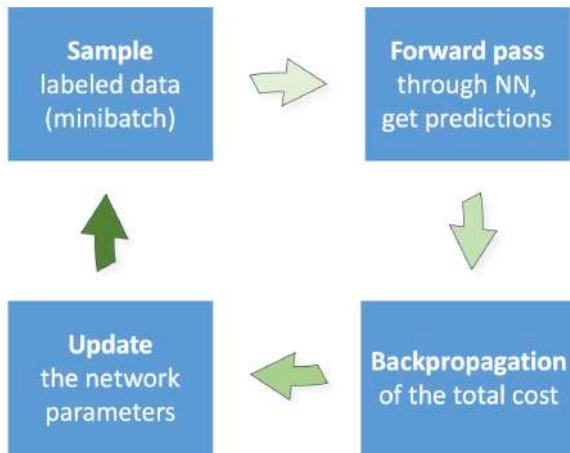 Sample
labeled data
(minibatch)
Forward pass
through NN,
get predictions
Update
the network
parameters
Backpropagation
of the total cost